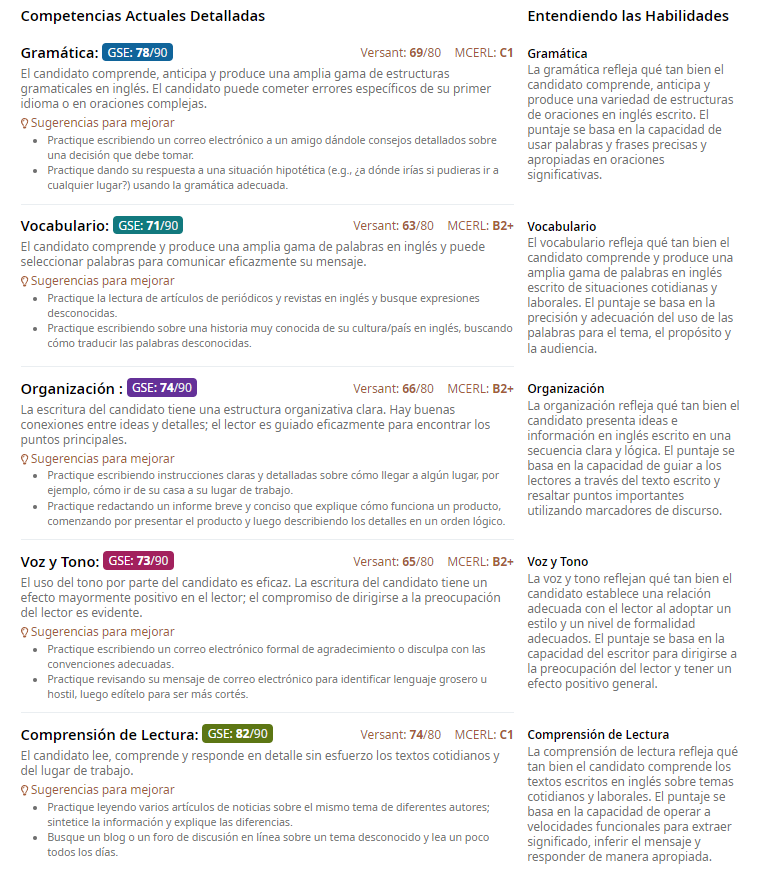 Competencias Actuales Detalladas
Gramática: GSE: 78/90 Versant: 69/80 MCERL: C1
El candidato comprende, anticipa y produce una amplia gama de estructuras
gramaticales en inglés. El candidato puede cometer errores específicos de su primer
idioma o en oraciones complejas.
Sugerencias para mejorar
• Practique escribiendo un correo electrónico a un amigo dándole consejos detallados sobre
una decisión que debe tomar.
• Practique dando su respuesta a una situación hipotética (e.g., ¿a dónde irías si pudieras ir a
cualquier lugar?) usando la gramática adecuada.
Vocabulario: GSE: 71/90 Versant: 63/80 MCERL: B2+
El candidato comprende y produce una amplia gama de palabras en inglés y puede
seleccionar palabras para comunicar eficazmente su mensaje.
Sugerencias para mejorar
• Practique la lectura de artículos de periódicos y revistas en inglés y busque expresiones
desconocidas.
• Practique escribiendo sobre una historia muy conocida de su cultura/país en inglés, buscando
cómo traducir las palabras desconocidas.
Organización : GSE: 74/90 Versant: 66/80 MCERL: B2+
La escritura del candidato tiene una estructura organizativa clara. Hay buenas
conexiones entre ideas y detalles; el lector es guiado eficazmente para encontrar los
puntos principales.
Sugerencias para mejorar
• Practique escribiendo instrucciones claras y detalladas sobre cómo llegar a algún lugar, por
ejemplo, cómo ir de su casa a su lugar de trabajo.
• Practique redactando un informe breve y conciso que explique cómo funciona un producto,
comenzando por presentar el producto y luego describiendo los detalles en un orden lógico.
Voz y Tono: GSE: 73/90 Versant: 65/80 MCERL: B2+
El uso del tono por parte del candidato es eficaz. La escritura del candidato tiene un
efecto mayormente positivo en el lector; el compromiso de dirigirse a la preocupación
del lector es evidente.
Sugerencias para mejorar
• Practique escribiendo un correo electrónico formal de agradecimiento o disculpa con las
convenciones adecuadas.
• Practique revisando su mensaje de correo electrónico para identificar lenguaje grosero u
hostil, luego edítelo para ser más cortés.
Comprensión de Lectura: GSE: 82/90 Versant: 74/80 MCERL: C1
El candidato lee, comprende y responde en detalle sin esfuerzo los textos cotidianos y
del lugar de trabajo.
Sugerencias para mejorar
• Practique leyendo varios artículos de noticias sobre el mismo tema de diferentes autores;
sintetice la información y explique las diferencias.
• Busque un blog o un foro de discusión en línea sobre un tema desconocido y lea un poco
todos los días.
Entendiendo las Habilidades
Gramática
La gramática refleja qué tan bien el
candidato comprende, anticipa y
produce una variedad de estructuras
de oraciones en inglés escrito. El
puntaje se basa en la capacidad de
usar palabras y frases precisas y
apropiadas en oraciones
significativas.
Vocabulario
El vocabulario refleja qué tan bien el
candidato comprende y produce una
amplia gama de palabras en inglés
escrito de situaciones cotidianas y
laborales. El puntaje se basa en la
precisión y adecuación del uso de las
palabras para el tema, el propósito y
la audiencia.
Organización
La organización refleja qué tan bien el
candidato presenta ideas e
información en inglés escrito en una
secuencia clara y lógica. El puntaje se
basa en la capacidad de guiar a los
lectores a través del texto escrito y
resaltar puntos importantes
utilizando marcadores de discurso.
Voz y Tono
La voz y tono reflejan qué tan bien el
candidato establece una relación
adecuada con el lector al adoptar un
estilo y un nivel de formalidad
adecuados. El puntaje se basa en la
capacidad del escritor para dirigirse a
la preocupación del lector y tener un
efecto positivo general.
Comprensión de Lectura
La comprensión de lectura refleja qué
tan bien el candidato comprende los
textos escritos en inglés sobre temas
cotidianos y laborales. El puntaje se
basa en la capacidad de operar a
velocidades funcionales para extraer
significado, inferir el mensaje y
responder de manera apropiada.